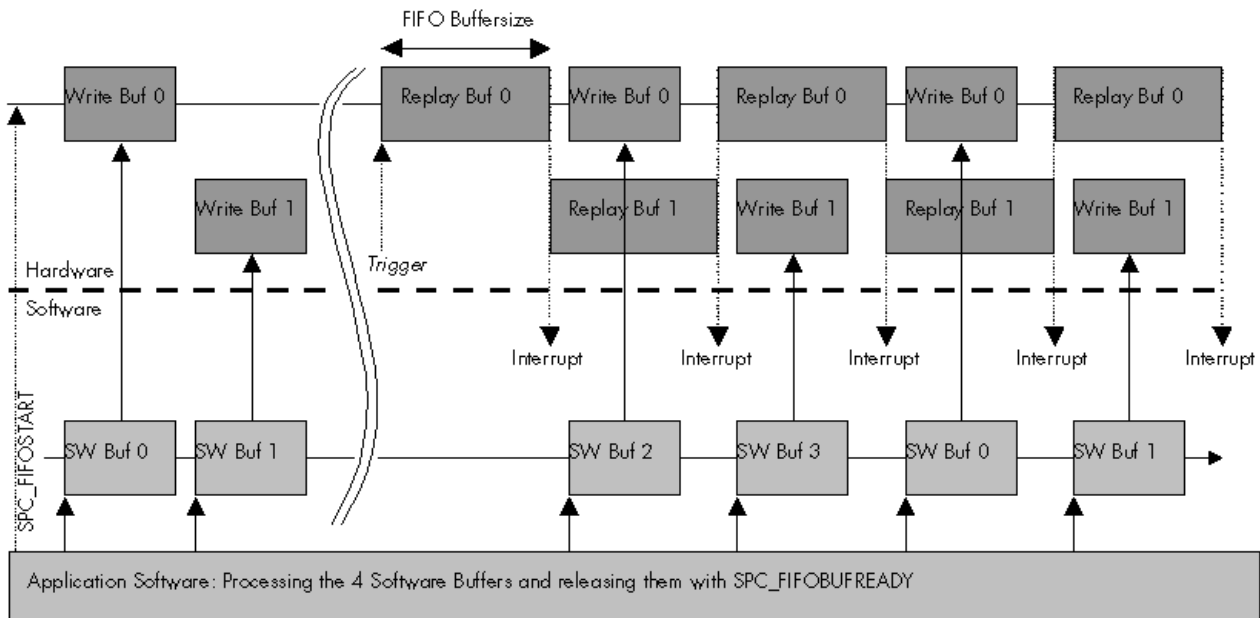 FIFO Buffersize
Write Buf 0
Replay Buf 0
Write Buf 0
Replay Buf 0
Write Buf 0
Replay Buf 0
Write Buf 1
Replay Buf 1
Write Buf 1
Replay Buf 1
Write Buf 1
Hardware
Trigger
Software
Interrupt
Interrupt
Interrupt
Interrupt
Interrupt
SPC_FIFOSTART
SW Buf 0
SW Buf 1
SW Buf 2
SW Buf 3
SW Buf 0
SW Buf 1
Application Software: Processing the 4 Software Buffers and releasing them with SPC_FIFOBUFREADY